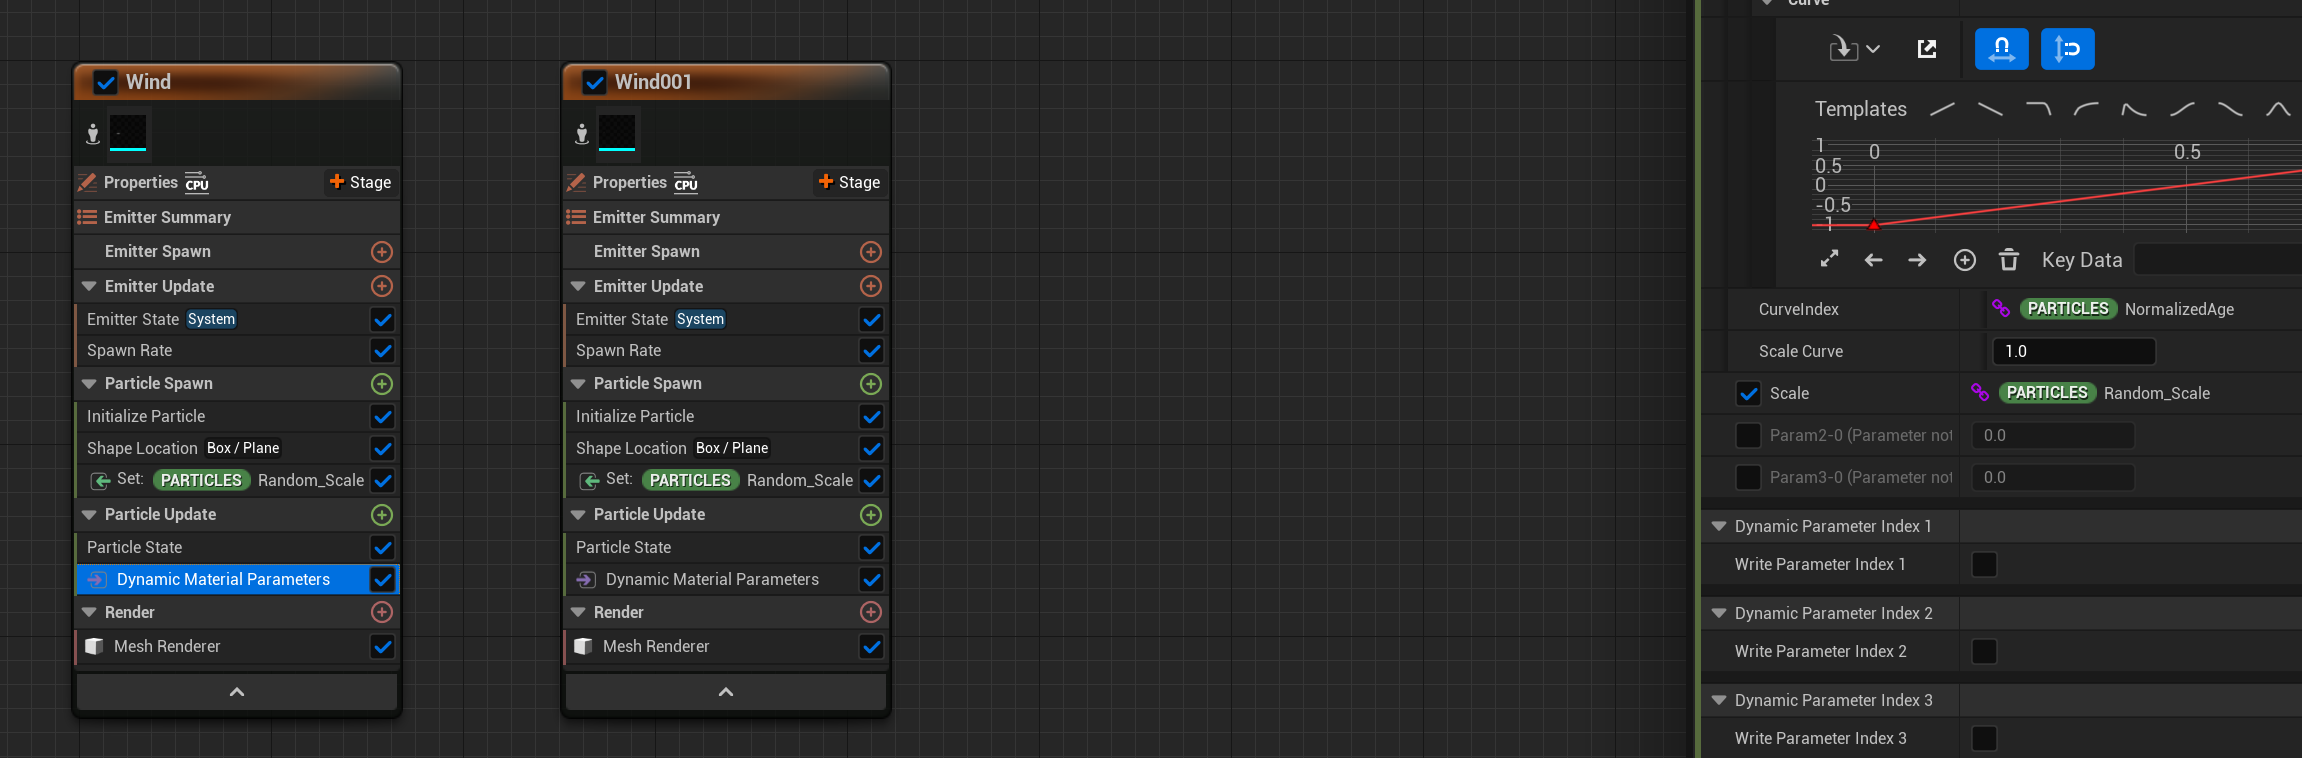 Wind
Properties CPU + Stage
Emitter Summary
Emitter Spawn
Emitter Update
Emitter State System
Spawn Rate
Particle Spawn
Initialize Particle
Shape Location Box / Plane
Set: PARTICLES Random_Scale
Particle Update
Particle State
Dynamic Material Parameters
Render
Mesh Renderer
Wind001
Properties CPU + Stage
Emitter Summary
Emitter Spawn
Emitter Update
Emitter State System
Spawn Rate
Particle Spawn
Initialize Particle
Shape Location Box / Plane
Set: PARTICLES Random_Scale
Particle Update
Particle State
Dynamic Material Parameters
Render
Mesh Renderer
Curve
Templates
1
0 0.5
0.5
0
-0.5
-1
Key Data
CurveIndex PARTICLES NormalizedAge
Scale Curve 1.0
Scale PARTICLES Random_Scale
Param2-0 (Parameter not 0.0
Param3-0 (Parameter not 0.0
Dynamic Parameter Index 1
Write Parameter Index 1
Dynamic Parameter Index 2
Write Parameter Index 2
Dynamic Parameter Index 3
Write Parameter Index 3